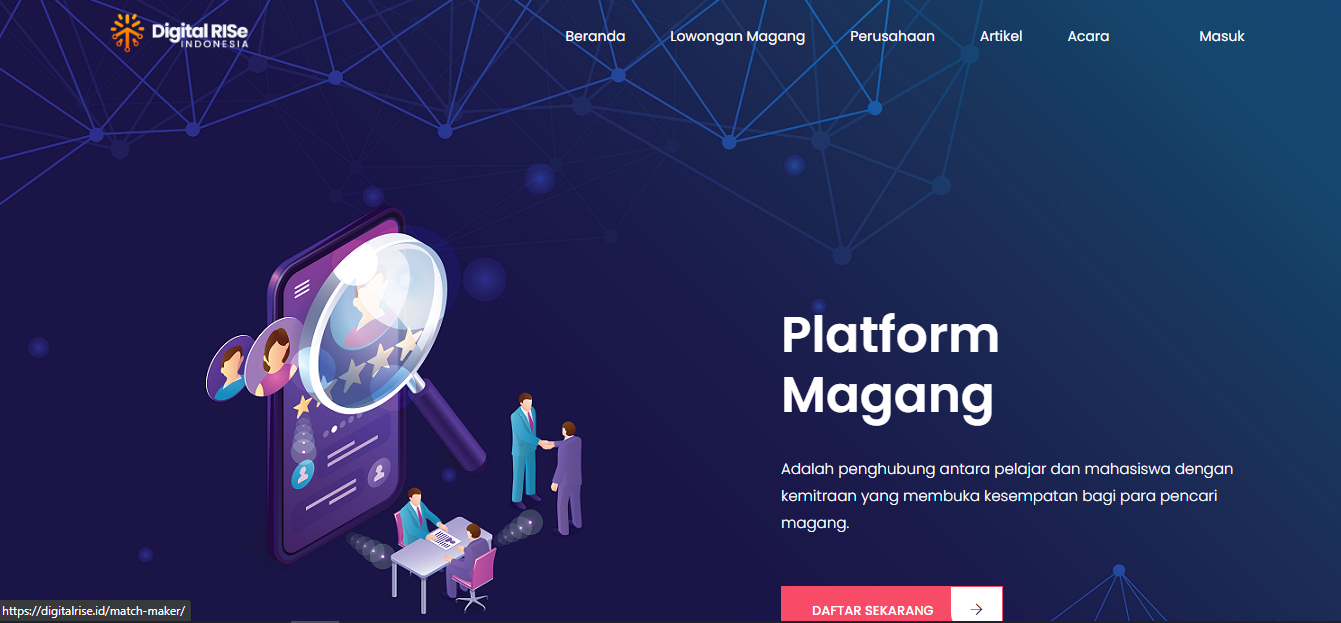 Digital RISe
INDONESIA
Beranda Lowongan Magang Perusahaan Artikel Acara Masuk
Platform
Magang
Adalah penghubung antara pelajar dan mahasiswa dengan
kemitraan yang membuka kesempatan bagi para pencari
magang.
DAFTAR SEKARANG
https://digitalrise.id/match-maker/